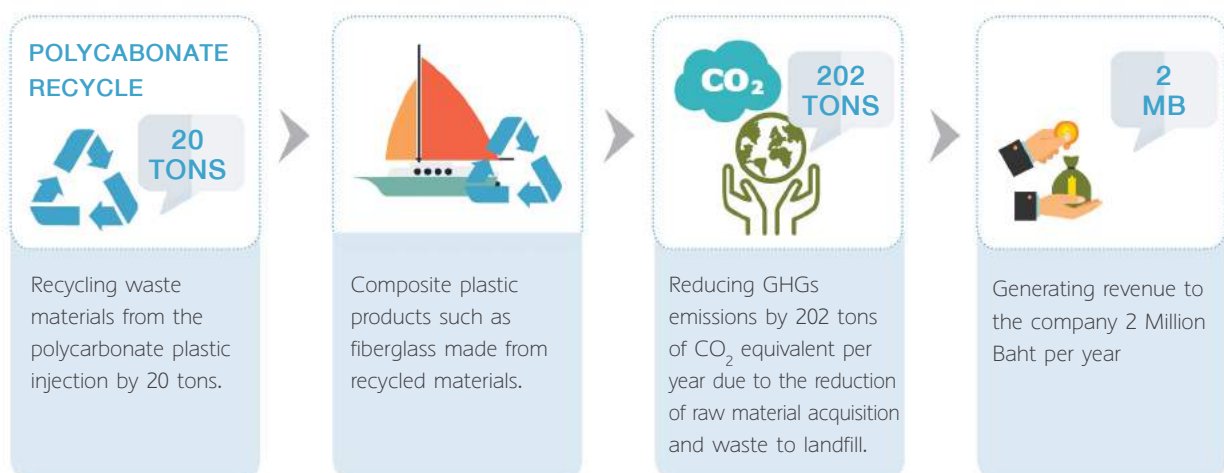 POLYCABONATE
RECYCLE
20
TONS
Recycling waste
materials from the
polycarbonate plastic
injection by 20 tons.
Composite plastic
products such as
fiberglass made from
recycled materials.
CO₂
202
TONS
Reducing GHGs
emissions by 202 tons
of CO₂ equivalent per
year due to the reduction
of raw material acquisition
and waste to landfill.
2
MB
Generating revenue to
the company 2 Million
Baht per year